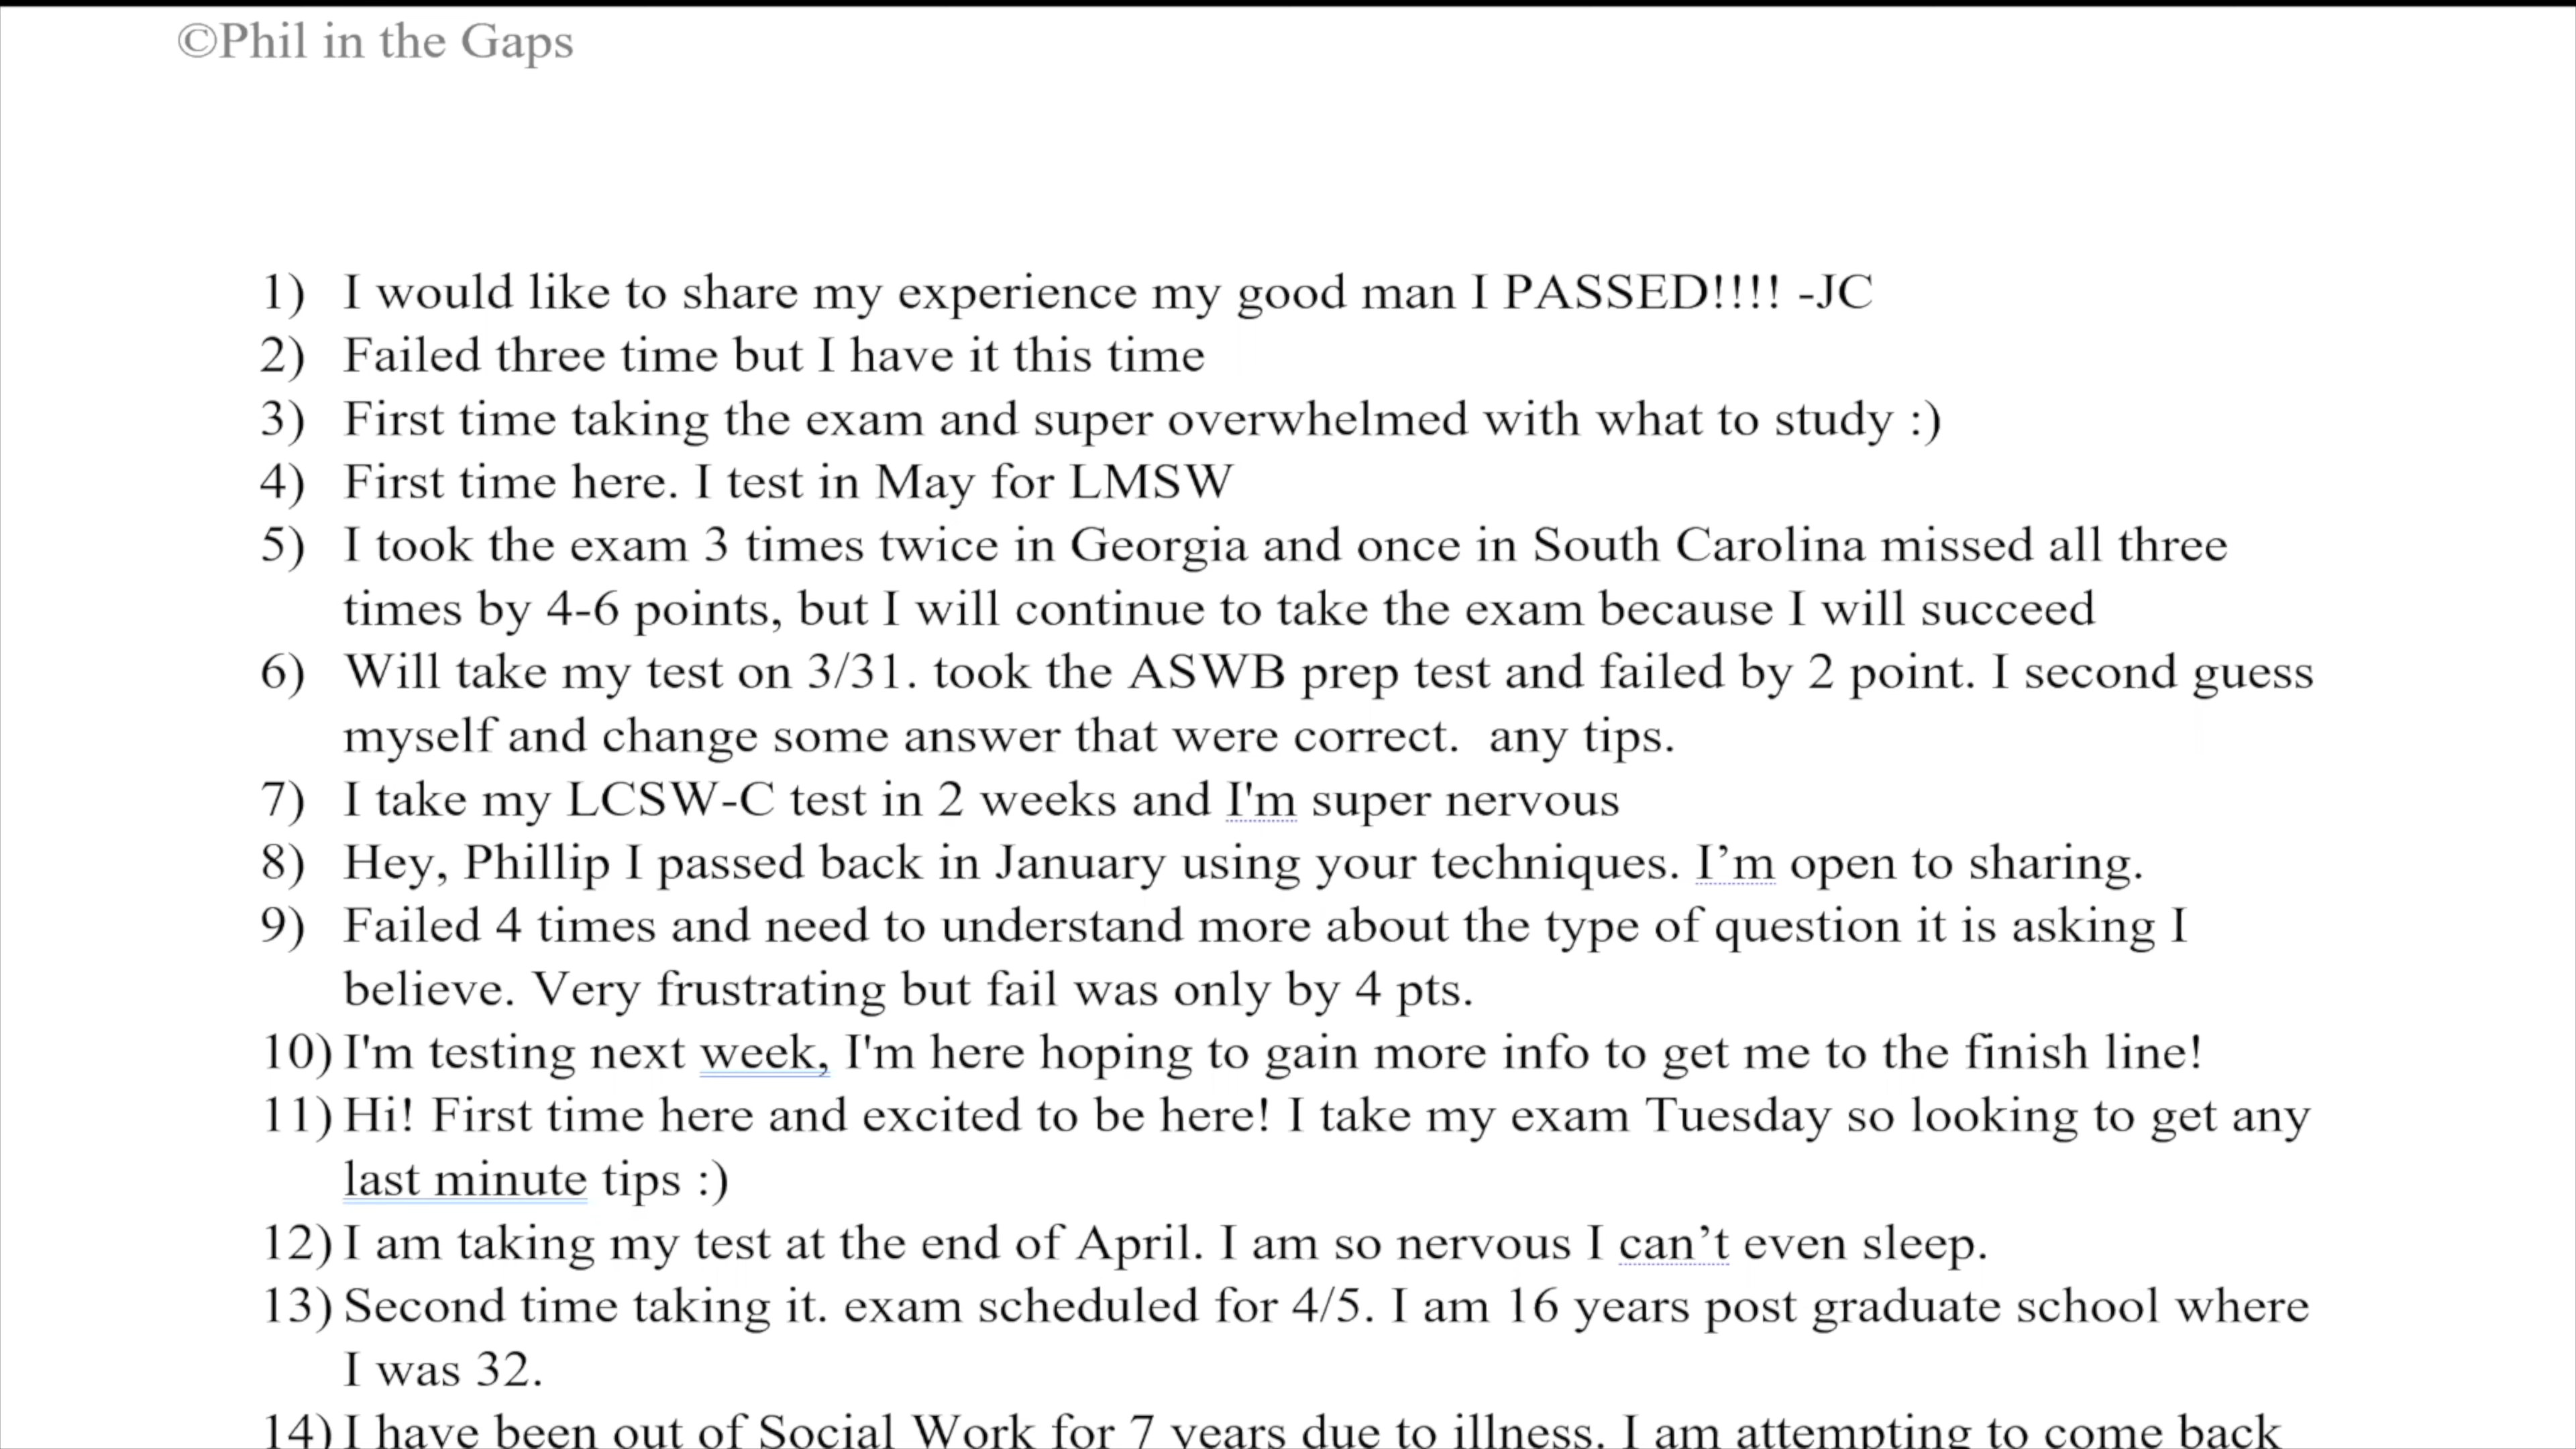 ©Phil in the Gaps
1) I would like to share my experience my good man I PASSED!!!! -JC
2) Failed three time but I have it this time
3) First time taking the exam and super overwhelmed with what to study :)
4) First time here. I test in May for LMSW
5) I took the exam 3 times twice in Georgia and once in South Carolina missed all three
times by 4-6 points, but I will continue to take the exam because I will succeed
6) Will take my test on 3/31. took the ASWB prep test and failed by 2 point. I second guess
myself and change some answer that were correct.  any tips.
7) I take my LCSW-C test in 2 weeks and I'm super nervous
8) Hey, Phillip I passed back in January using your techniques. I’m open to sharing.
9) Failed 4 times and need to understand more about the type of question it is asking I
believe. Very frustrating but fail was only by 4 pts.
10) I'm testing next week, I'm here hoping to gain more info to get me to the finish line!
11) Hi! First time here and excited to be here! I take my exam Tuesday so looking to get any
last minute tips :)
12) I am taking my test at the end of April. I am so nervous I can’t even sleep.
13) Second time taking it. exam scheduled for 4/5. I am 16 years post graduate school where
I was 32.
14) I have been out of Social Work for 7 years due to illness. I am attempting to come back